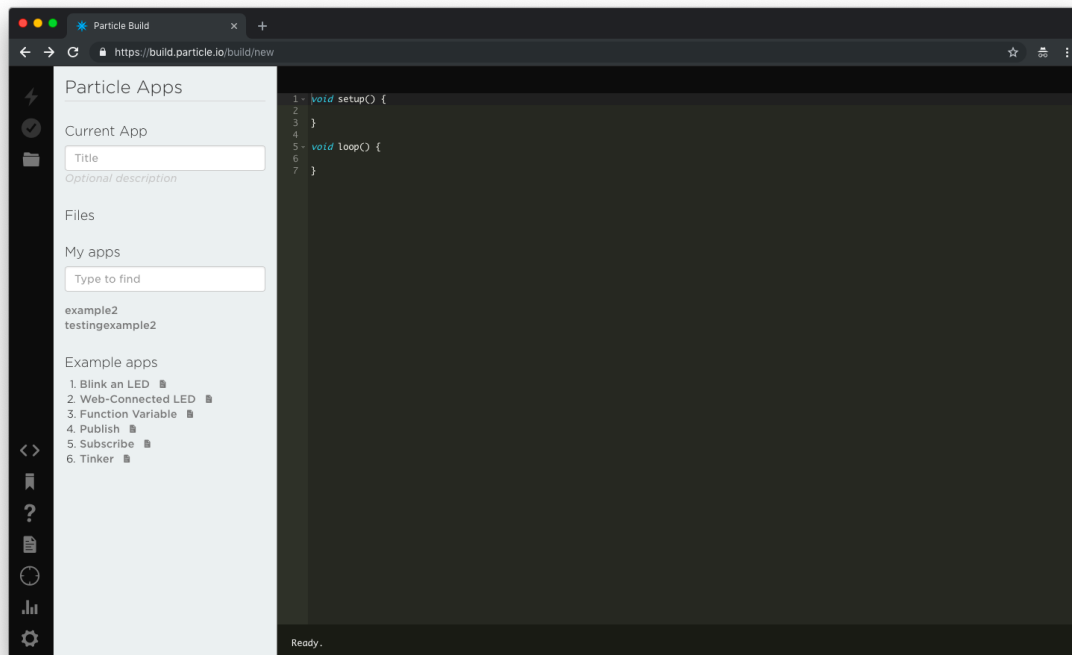 Particle Build
https://build.particle.io/build/new
Particle Apps
Current App
Title
Optional description
Files
My apps
Type to find
example2
testingexample2
Example apps
1. Blink an LED
2. Web-Connected LED
3. Function Variable
4. Publish
5. Subscribe
6. Tinker
1 void setup() {
2
3 }
4
5 void loop() {
6
7 }
Ready.